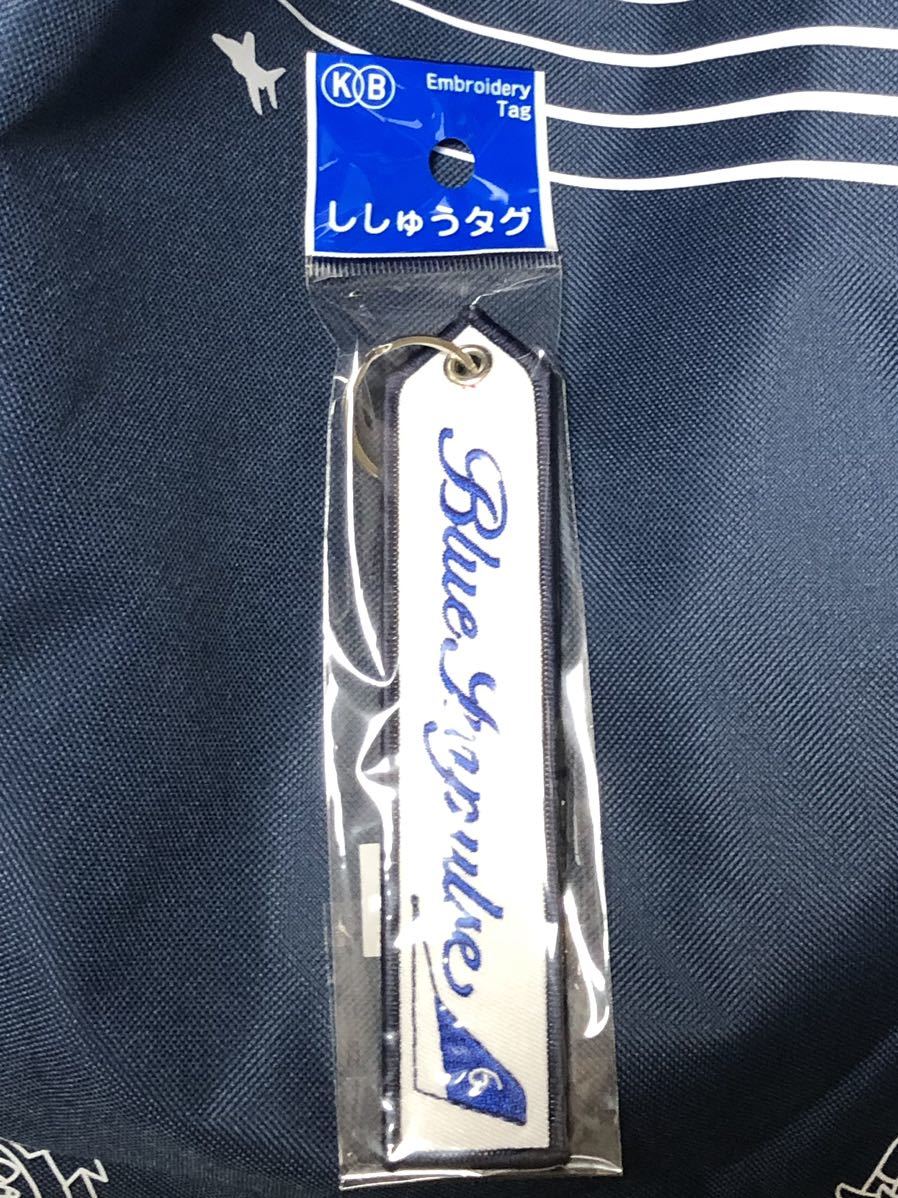 KB
Embroidery
Tag
ししゅうタグ
Blue Impulse